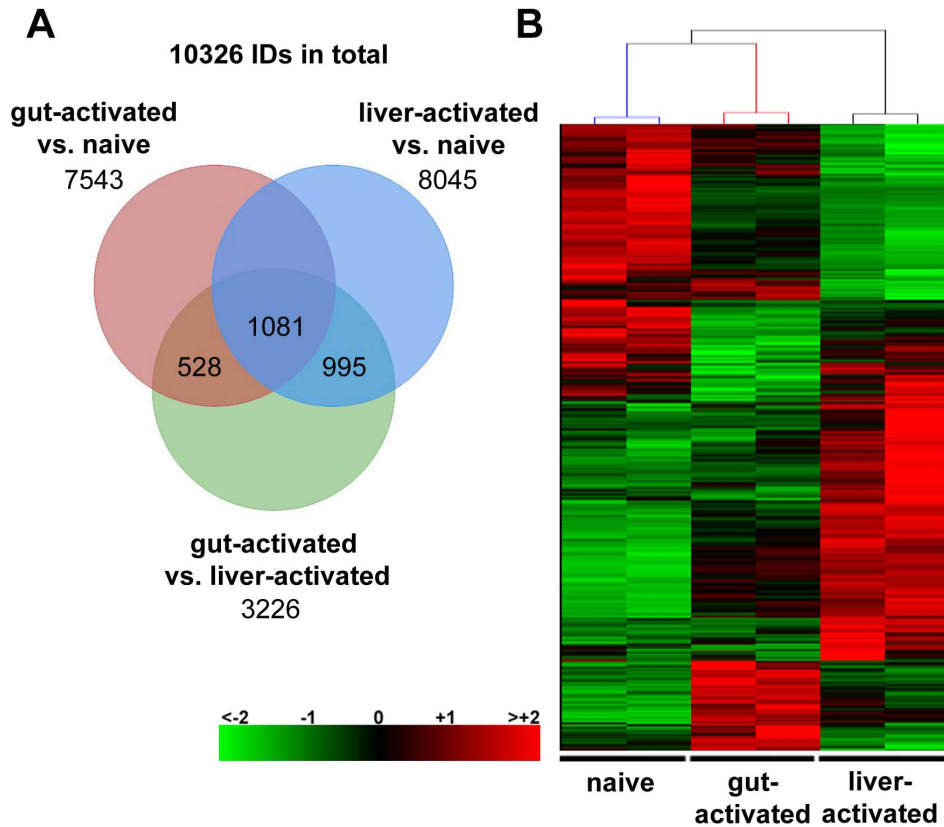 A
10326 IDs in total
gut-activated
vs. naive
7543
liver-activated
vs. naive
8045
1081
528
995
gut-activated
vs. liver-activated
3226
<-2 -1 0 +1 >+2
B
naive
gut-
activated
liver-
activated